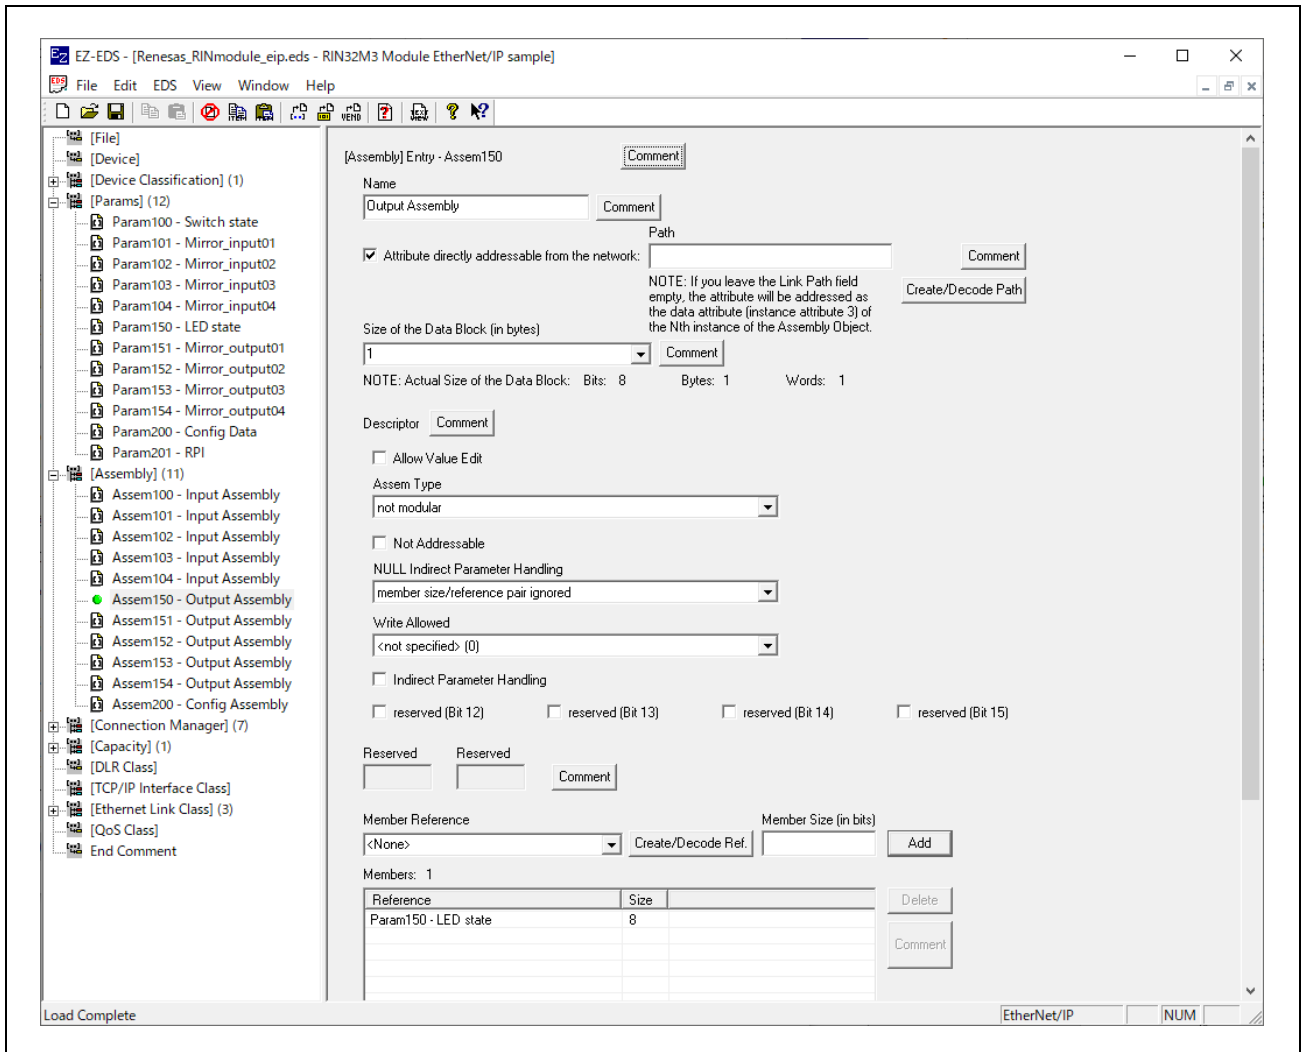 EZ-EDS - [Renesas_RINmodule_eip.eds - RIN32M3 Module EtherNet/IP sample]
File Edit EDS View Window Help
[File]
[Device]
[Device Classification] (1)
[Params] (12)
Param100 - Switch state
Param101 - Mirror_input01
Param102 - Mirror_input02
Param103 - Mirror_input03
Param104 - Mirror_input04
Param150 - LED state
Param151 - Mirror_output01
Param152 - Mirror_output02
Param153 - Mirror_output03
Param154 - Mirror_output04
Param200 - Config Data
Param201 - RPI
[Assembly] (11)
Assem100 - Input Assembly
Assem101 - Input Assembly
Assem102 - Input Assembly
Assem103 - Input Assembly
Assem104 - Input Assembly
Assem150 - Output Assembly
Assem151 - Output Assembly
Assem152 - Output Assembly
Assem153 - Output Assembly
Assem154 - Output Assembly
Assem200 - Config Assembly
[Connection Manager] (7)
[Capacity] (1)
[DLR Class]
[TCP/IP Interface Class]
[Ethernet Link Class] (3)
[QoS Class]
End Comment
[Assembly] Entry - Assem150 Comment
Name
Output Assembly Comment
Path
Attribute directly addressable from the network: Comment
NOTE: If you leave the Link Path field
empty, the attribute will be addressed as
the data attribute (instance attribute 3) of
the Nth instance of the Assembly Object.
Create/Decode Path
Size of the Data Block (in bytes)
1 Comment
NOTE: Actual Size of the Data Block: Bits: 8 Bytes: 1 Words: 1
Descriptor Comment
Allow Value Edit
Assem Type
not modular
Not Addressable
NULL Indirect Parameter Handling
member size/reference pair ignored
Write Allowed
<not specified> (0)
Indirect Parameter Handling
reserved (Bit 12) reserved (Bit 13) reserved (Bit 14) reserved (Bit 15)
Reserved Reserved
Comment
Member Reference Member Size (in bits)
<None> Create/Decode Ref. Add
Members: 1
Reference Size
Param150 - LED state 8
Delete
Comment
Load Complete EtherNet/IP NUM